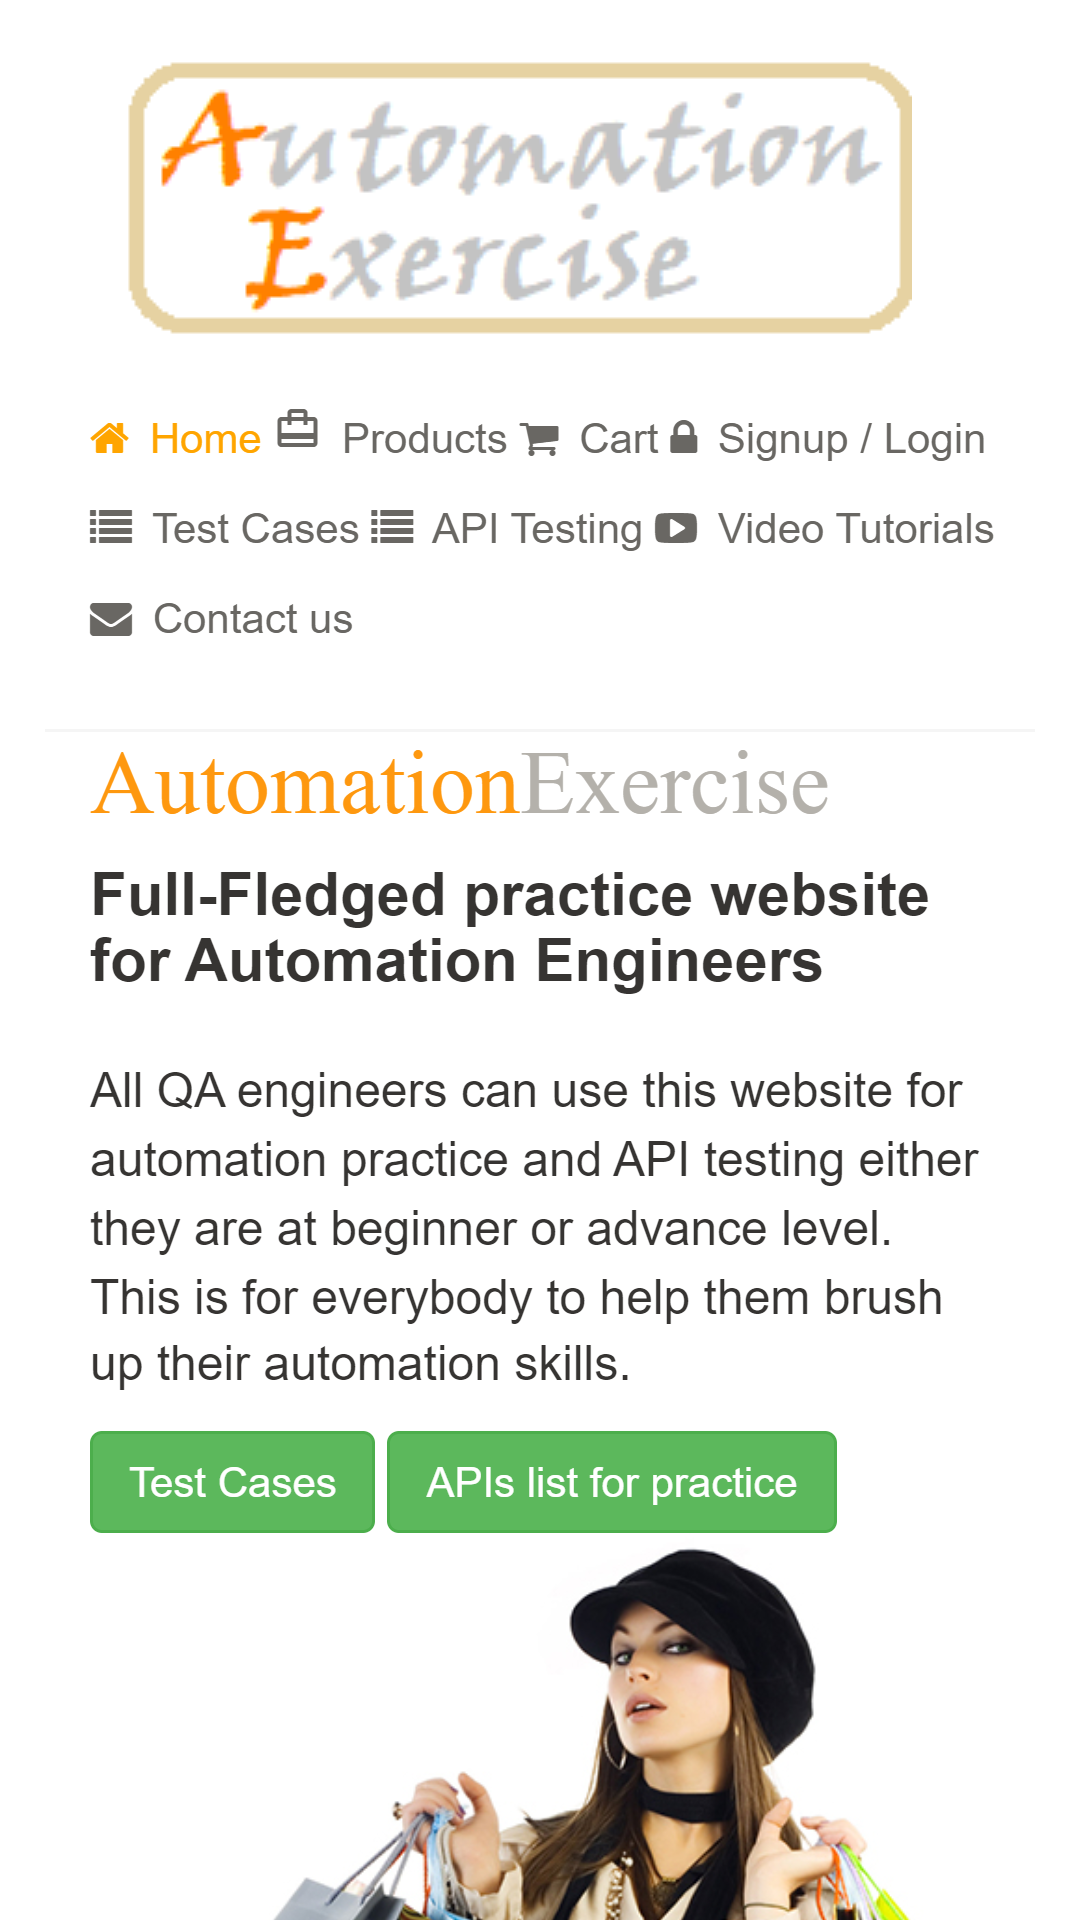 Automation
Exercise
Home Products Cart Signup / Login
Test Cases API Testing Video Tutorials
Contact us
AutomationExercise
Full-Fledged practice website
for Automation Engineers
All QA engineers can use this website for
automation practice and API testing either
they are at beginner or advance level.
This is for everybody to help them brush
up their automation skills.
Test Cases APIs list for practice